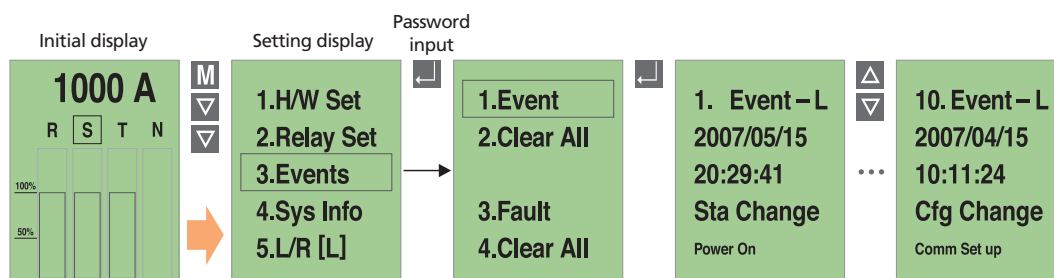 Initial display
1000 A
R S T N
100%
50%
M
Setting display
1.H/W Set
2.Relay Set
3.Events
4.Sys Info
5.L/R [L]
Password
input
1.Event
2.Clear All
3.Fault
4.Clear All
1. Event – L
2007/05/15
20:29:41
Sta Change
Power On
...
10. Event – L
2007/04/15
10:11:24
Cfg Change
Comm Set up